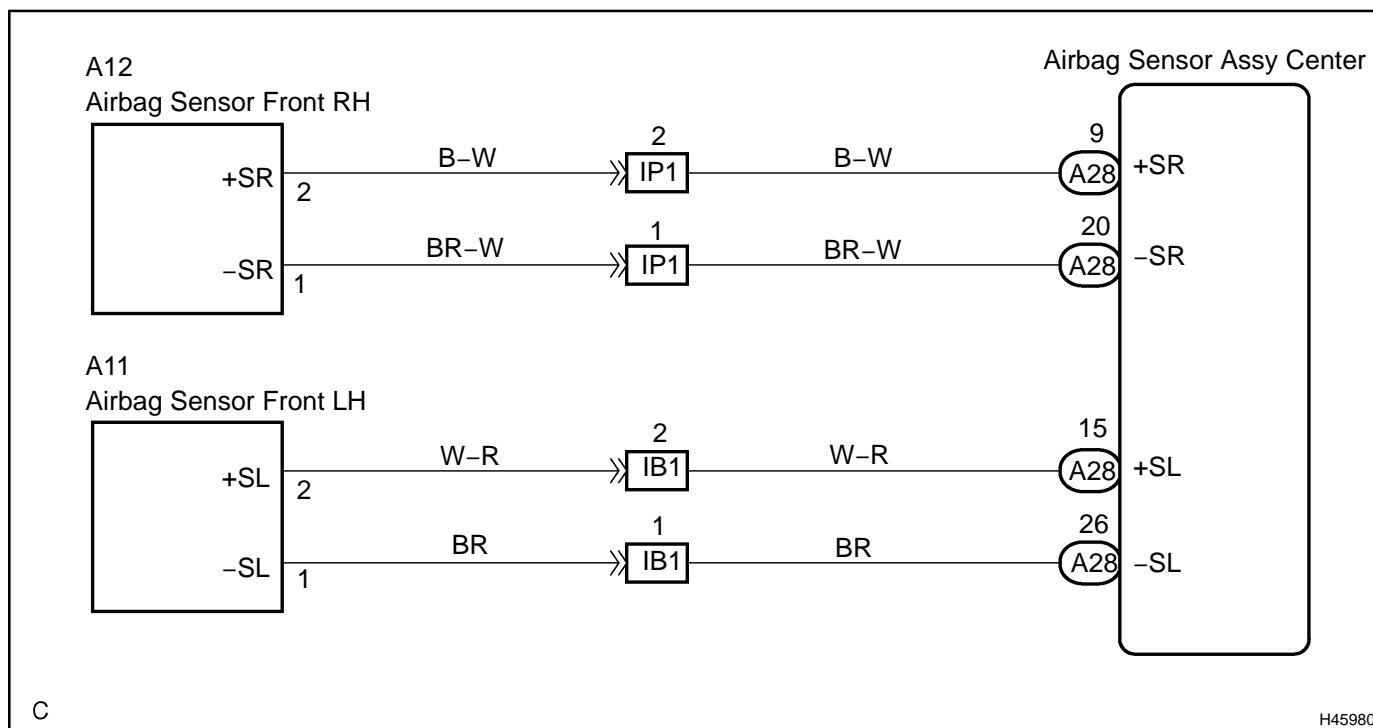 Airbag Sensor Assy Center
A12
Airbag Sensor Front RH
+SR
2
B–W
2
IP1
B–W
9
A28
+SR
–SR
1
BR–W
1
IP1
BR–W
20
A28
–SR
A11
Airbag Sensor Front LH
+SL
2
W–R
2
IB1
W–R
15
A28
+SL
–SL
1
BR
1
IB1
BR
26
A28
–SL
C
H45980